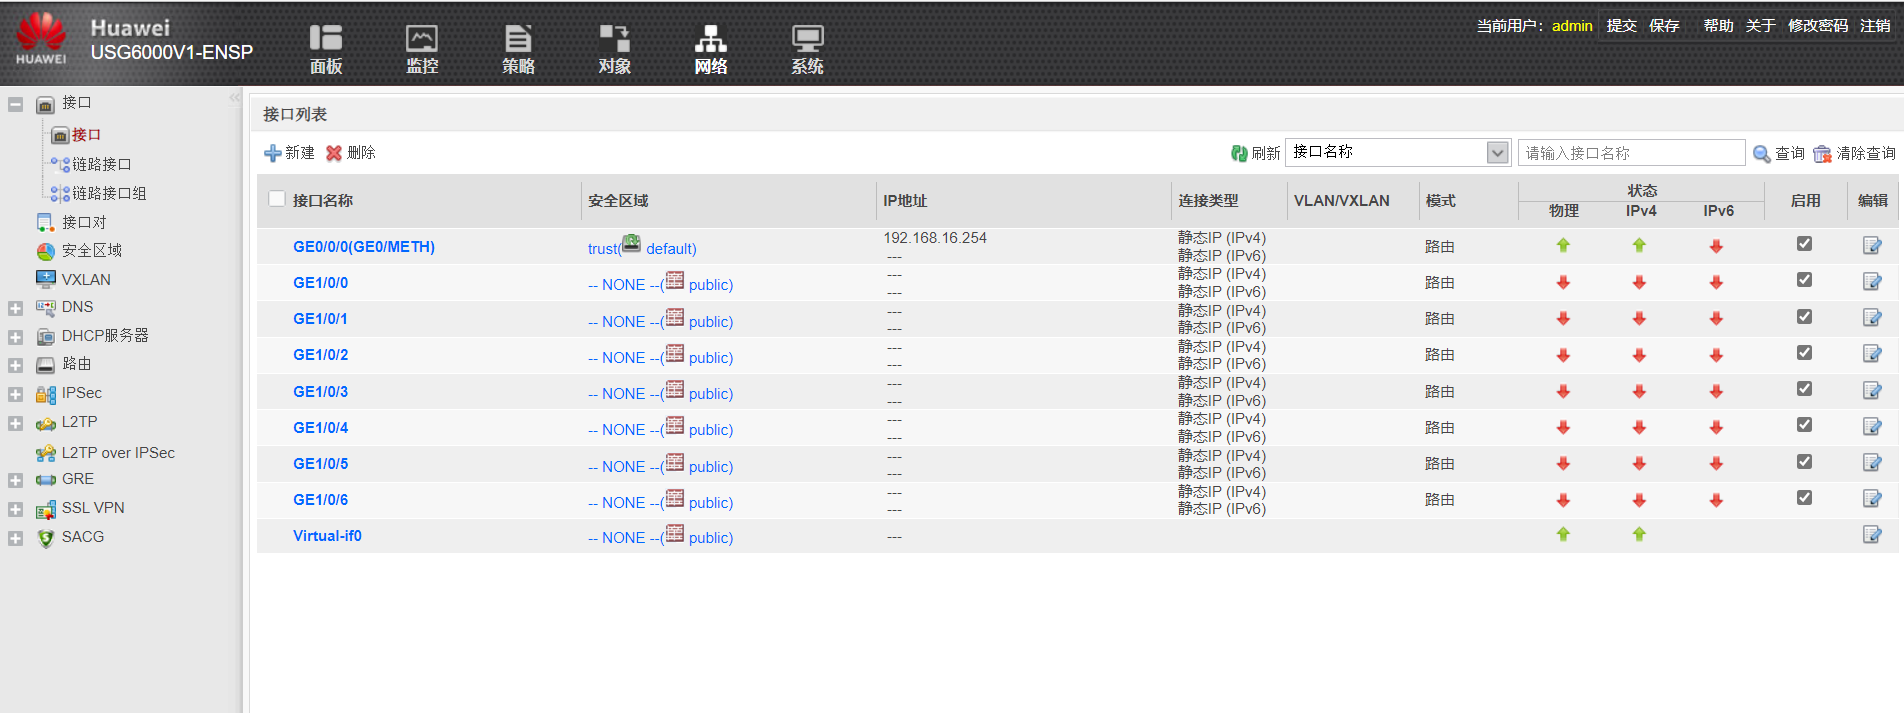 HUAWEI
Huawei
USG6000V1-ENSP
面板
监控
策略
对象
网络
系统
当前用户： admin 提交 保存 帮助 关于 修改密码 注销
接口
接口
链路接口
链路接口组
接口对
安全区域
VXLAN
DNS
DHCP服务器
路由
IPSec
L2TP
L2TP over IPSec
GRE
SSL VPN
SACG
接口列表
新建 删除
刷新 接口名称 请输入接口名称 查询 清除查询
接口名称 安全区域 IP地址 连接类型 VLAN/VXLAN 模式 状态 启用 编辑
物理 IPv4 IPv6
GE0/0/0(GE0/METH) trust( default) 192.168.16.254 静态IP (IPv4) 路由
--- 静态IP (IPv6)
GE1/0/0 -- NONE --( public) --- 静态IP (IPv4) 路由
--- 静态IP (IPv6)
GE1/0/1 -- NONE --( public) --- 静态IP (IPv4) 路由
--- 静态IP (IPv6)
GE1/0/2 -- NONE --( public) --- 静态IP (IPv4) 路由
--- 静态IP (IPv6)
GE1/0/3 -- NONE --( public) --- 静态IP (IPv4) 路由
--- 静态IP (IPv6)
GE1/0/4 -- NONE --( public) --- 静态IP (IPv4) 路由
--- 静态IP (IPv6)
GE1/0/5 -- NONE --( public) --- 静态IP (IPv4) 路由
--- 静态IP (IPv6)
GE1/0/6 -- NONE --( public) --- 静态IP (IPv4) 路由
--- 静态IP (IPv6)
Virtual-if0 -- NONE --( public) ---